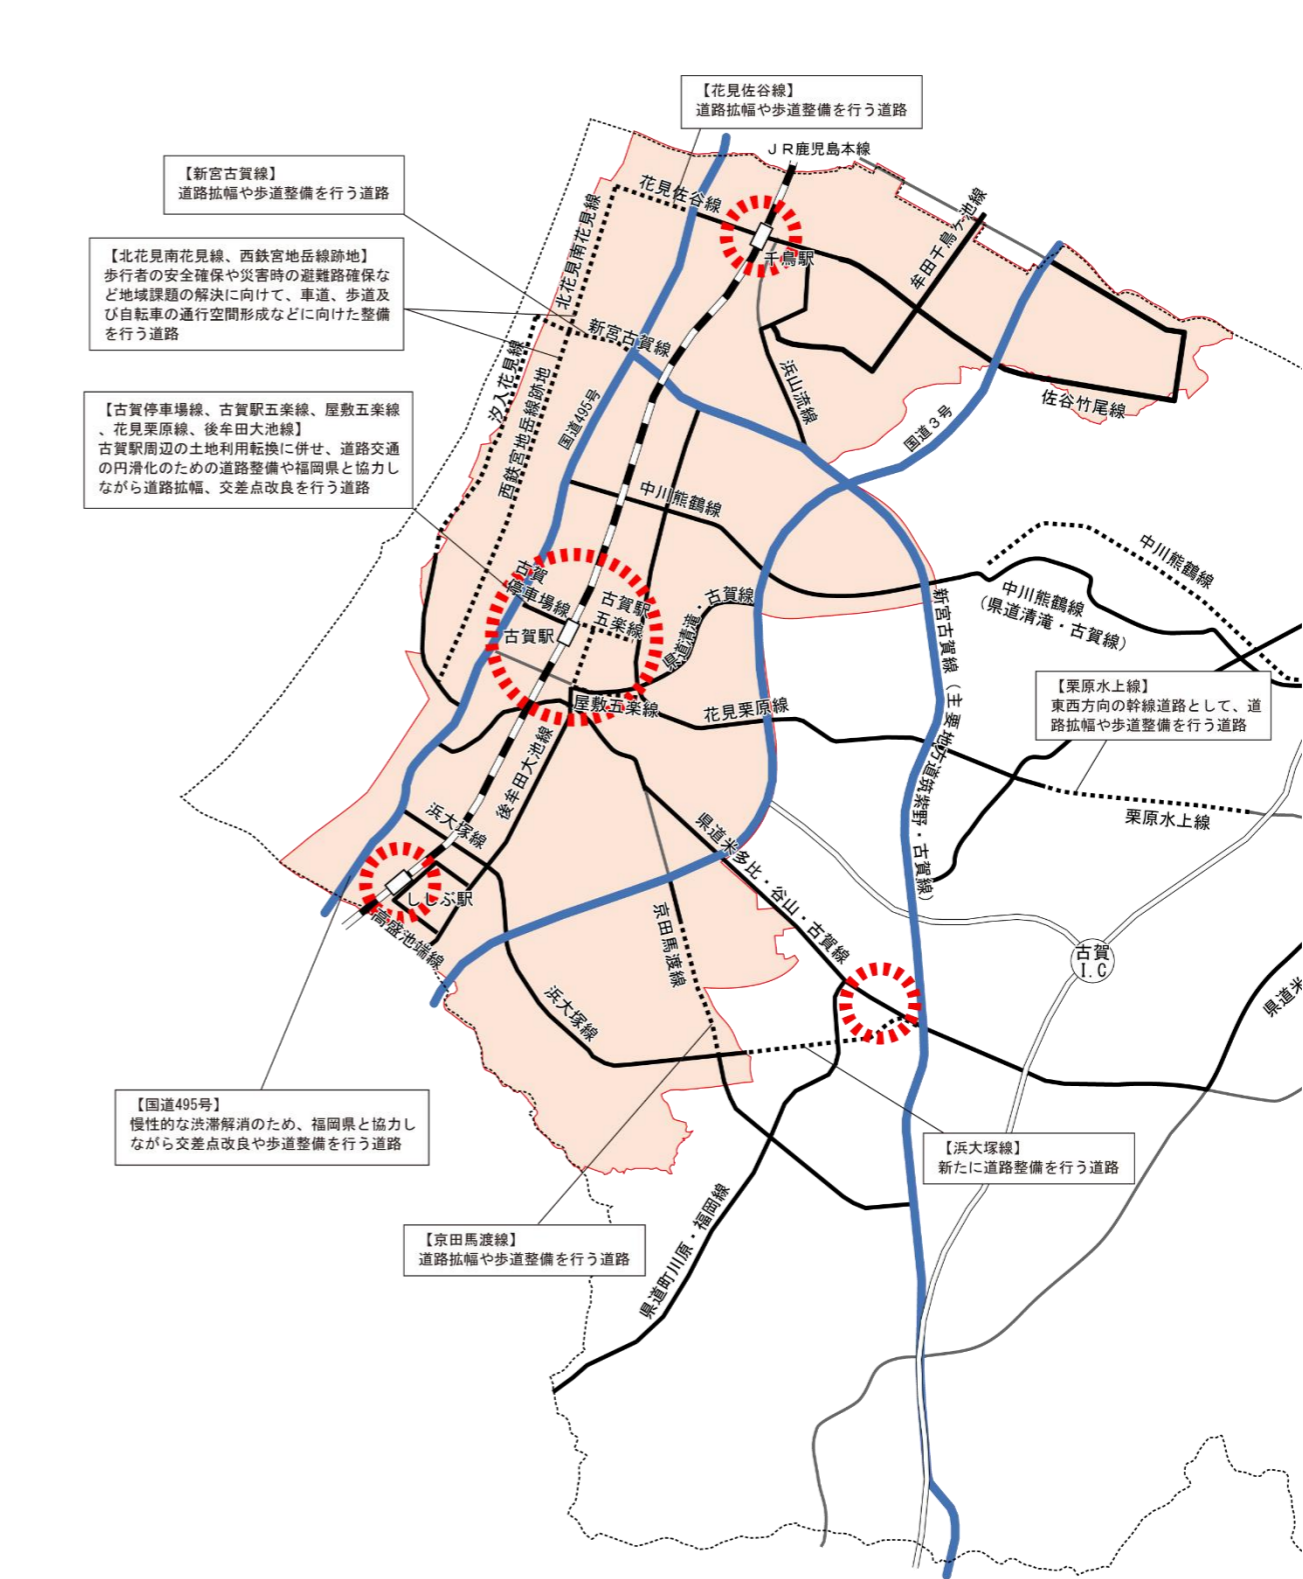 【花見佐谷線】
道路拡幅や歩道整備を行う道路
JR鹿児島本線
【新宮古賀線】
道路拡幅や歩道整備を行う道路
花見佐谷線
北花見南花見線
千鳥駅
牟田千鳥ヶ池線
【北花見南花見線、西鉄宮地岳線跡地】
歩行者の安全確保や災害時の避難路確保な
ど地域課題の解決に向けて、車道、歩道及
び自転車の通行空間形成などに向けた整備
を行う道路
新宮古賀線
汐入花見線
西鉄宮地岳線跡地
国道495号
浜山流線
国道3号
佐谷竹尾線
【古賀停車場線、古賀駅五楽線、屋敷五楽線
、花見栗原線、後牟田大池線】
古賀駅周辺の土地利用転換に併せ、道路交通
の円滑化のための道路整備や福岡県と協力し
ながら道路拡幅、交差点改良を行う道路
中川熊鶴線
中川熊鶴線
中川熊鶴線
(県道清滝・古賀線)
古賀
停車場線
古賀駅
五楽線
古賀駅
県道清滝・古賀線
新宮古賀線(主要地方道筑紫野・古賀線)
屋敷五楽線
花見栗原線
【栗原水上線】
東西方向の幹線道路として、道
路拡幅や歩道整備を行う道路
栗原水上線
後牟田大池線
浜大塚線
県道米多比・谷山・古賀線
ししぶ駅
高盛池端線
京田馬渡線
古賀
I.C
県道米
浜大塚線
【国道495号】
慢性的な渋滞解消のため、福岡県と協力し
ながら交差点改良や歩道整備を行う道路
【浜大塚線】
新たに道路整備を行う道路
県道町川原・福岡線
【京田馬渡線】
道路拡幅や歩道整備を行う道路